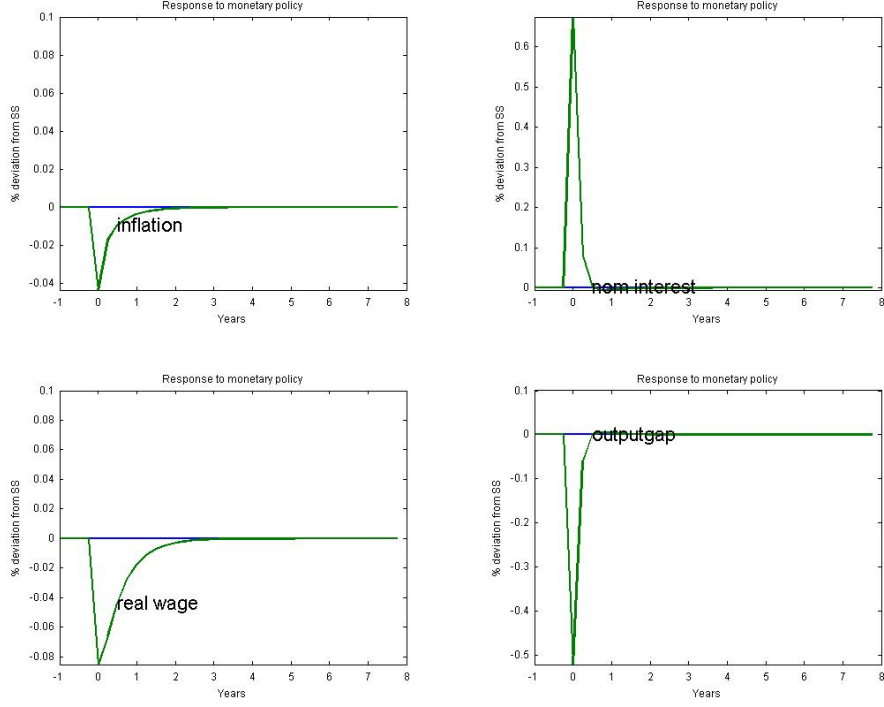 Response to monetary policy
% deviation from SS
0.1
0.08
0.06
0.04
0.02
0
-0.02
-0.04
inflation
-1 0 1 2 3 4 5 6 7 8
Years
Response to monetary policy
% deviation from SS
0.6
0.5
0.4
0.3
0.2
0.1
0
nom interest
-1 0 1 2 3 4 5 6 7 8
Years
Response to monetary policy
% deviation from SS
0.1
0.08
0.06
0.04
0.02
0
-0.02
-0.04
-0.06
-0.08
real wage
-1 0 1 2 3 4 5 6 7 8
Years
Response to monetary policy
% deviation from SS
0.1
0
-0.1
-0.2
-0.3
-0.4
-0.5
outputgap
-1 0 1 2 3 4 5 6 7 8
Years